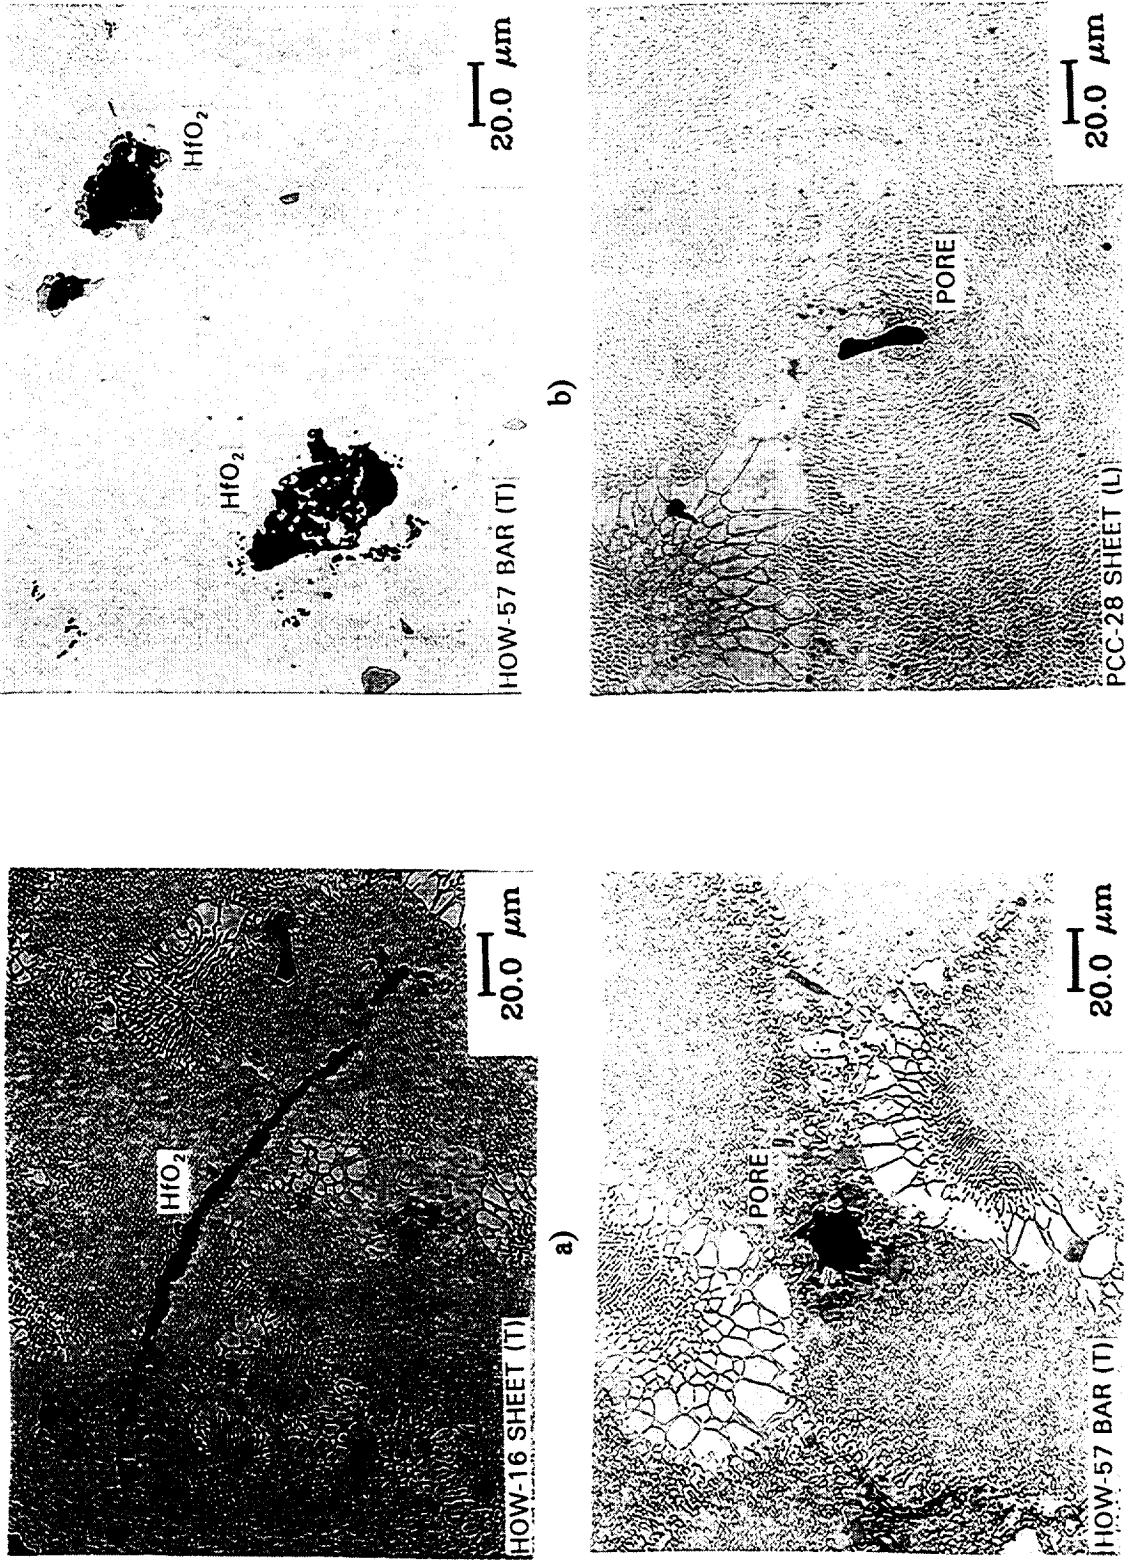 HfO₂
HOW-16 SHEET (T)
20.0 μm
a)
HfO₂
HfO₂
HOW-57 BAR (T)
20.0 μm
b)
PORE
HOW-57 BAR (T)
20.0 μm
PORE
PCC-28 SHEET (L)
20.0 μm